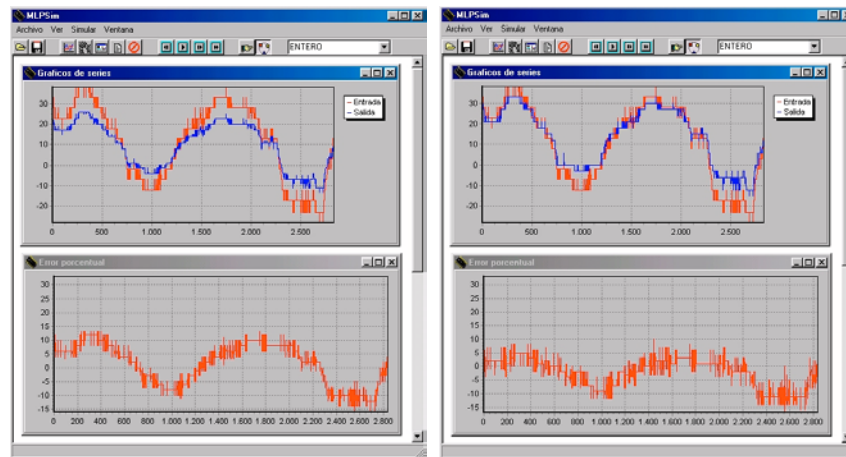 MLPSim
Archivo Ver Simular Ventana
ENTERO
Graficos de series
30
20
10
0
-10
-20
0 500 1.000 1.500 2.000 2.500
Entrada
Salida
Error porcentual
30
25
20
15
10
5
0
-5
-10
-15
0 200 400 600 800 1.000 1.200 1.400 1.600 1.800 2.000 2.200 2.400 2.600 2.800
MLPSim
Archivo Ver Simular Ventana
ENTERO
Graficos de series
30
20
10
0
-10
-20
0 500 1.000 1.500 2.000 2.500
Entrada
Salida
Error porcentual
30
25
20
15
10
5
0
-5
-10
-15
0 200 400 600 800 1.000 1.200 1.400 1.600 1.800 2.000 2.200 2.400 2.600 2.800